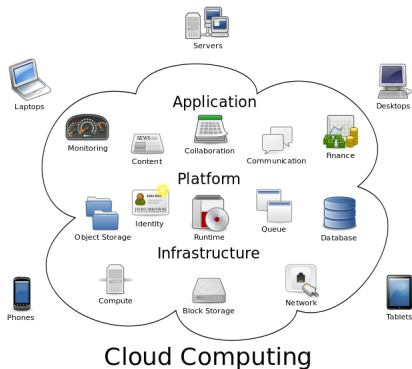 Servers
Application
Laptops
Desktops
NEWS
Monitoring
Content
Collaboration
Communication
Finance
Platform
Object Storage
Identity
Runtime
Queue
Database
Infrastructure
Compute
Block Storage
Network
Phones
Tablets
Cloud Computing